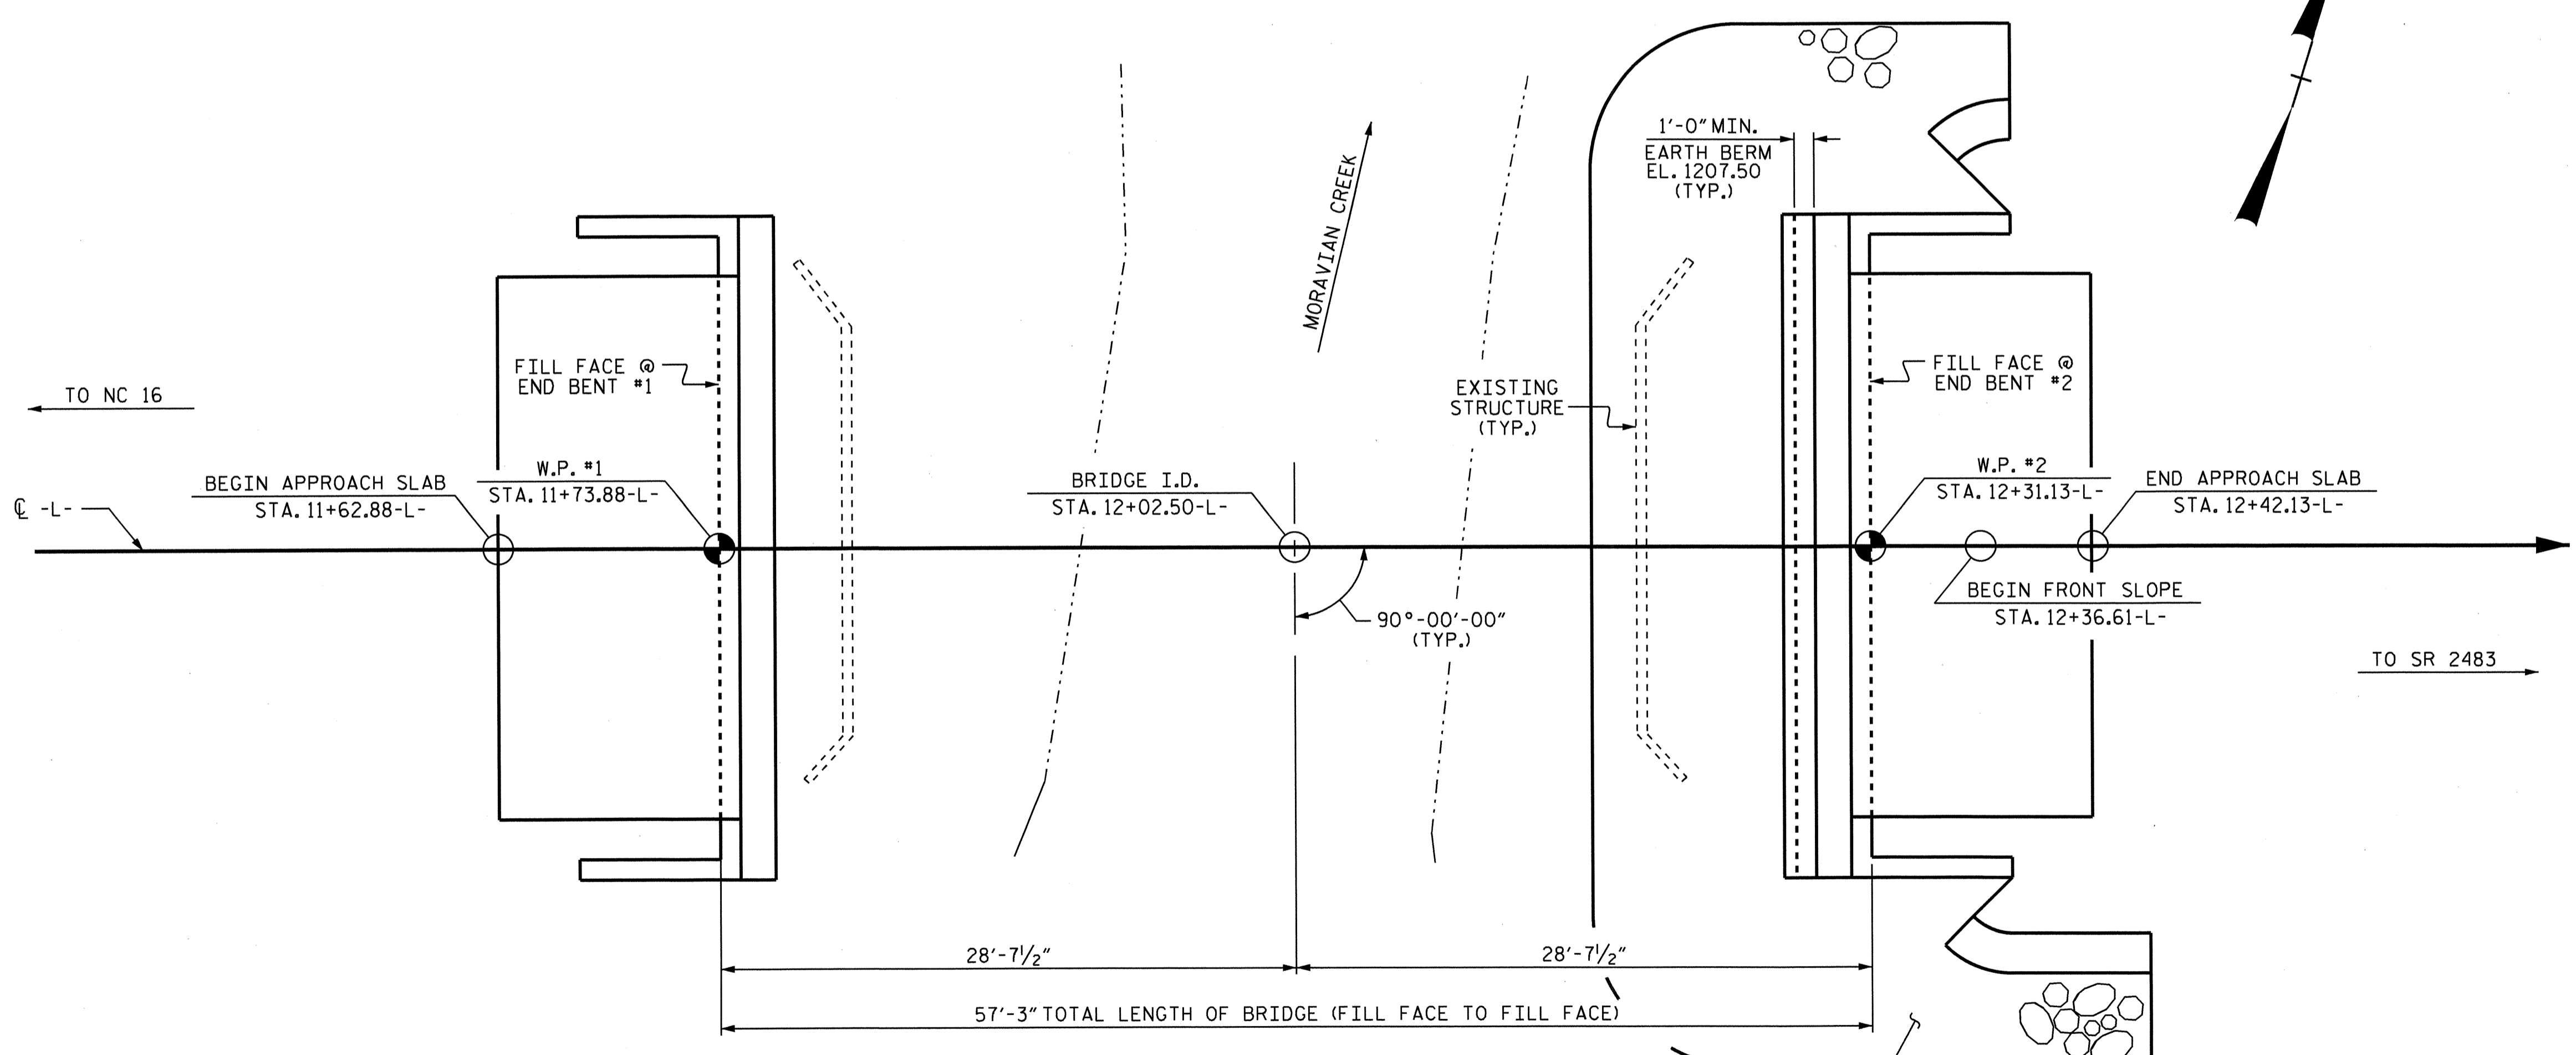 1'-0" MIN.
EARTH BERM
EL. 1207.50
(TYP.)
MORAVIAN CREEK
FILL FACE @
END BENT #1
FILL FACE @
END BENT #2
TO NC 16
EXISTING
STRUCTURE
(TYP.)
℄ -L-
BEGIN APPROACH SLAB
STA. 11+62.88-L-
W.P. #1
STA. 11+73.88-L-
BRIDGE I.D.
STA. 12+02.50-L-
W.P. #2
STA. 12+31.13-L-
END APPROACH SLAB
STA. 12+42.13-L-
BEGIN FRONT SLOPE
STA. 12+36.61-L-
90°-00'-00"
(TYP.)
TO SR 2483
28'-7½"
28'-7½"
57'-3" TOTAL LENGTH OF BRIDGE (FILL FACE TO FILL FACE)